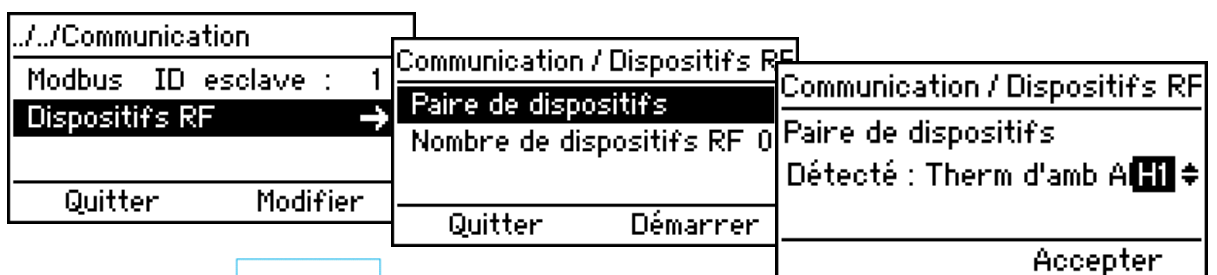 ../../Communication
Modbus ID esclave : 1
Dispositifs RF →
Quitter Modifier
Communication / Dispositifs RF
Paire de dispositifs
Nombre de dispositifs RF 0
Quitter Démarrer
Communication / Dispositifs RF
Paire de dispositifs
Détecté : Therm d'amb A H1
Accepter